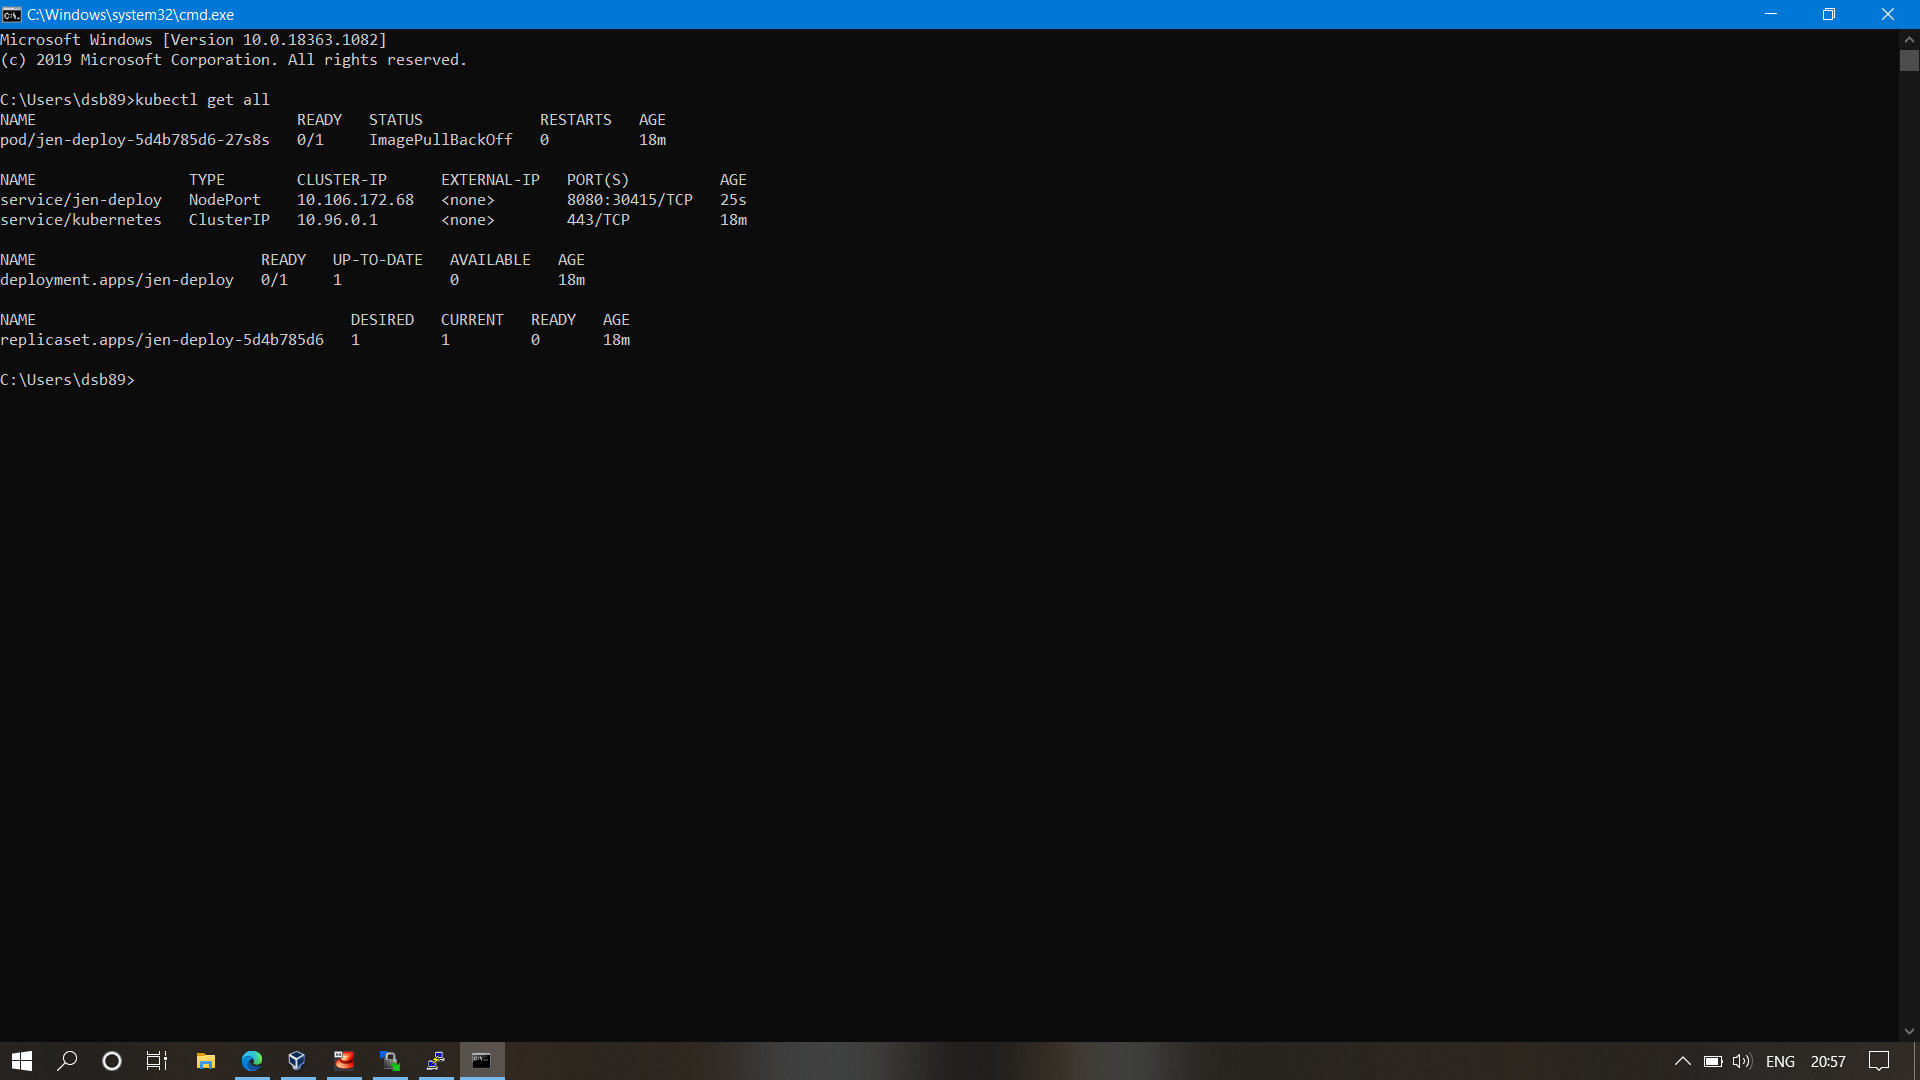 C:\Windows\system32\cmd.exe
Microsoft Windows [Version 10.0.18363.1082]
(c) 2019 Microsoft Corporation. All rights reserved.
C:\Users\dsb89>kubectl get all
NAME READY STATUS RESTARTS AGE
pod/jen-deploy-5d4b785d6-27s8s 0/1 ImagePullBackOff 0 18m
NAME TYPE CLUSTER-IP EXTERNAL-IP PORT(S) AGE
service/jen-deploy NodePort 10.106.172.68 <none> 8080:30415/TCP 25s
service/kubernetes ClusterIP 10.96.0.1 <none> 443/TCP 18m
NAME READY UP-TO-DATE AVAILABLE AGE
deployment.apps/jen-deploy 0/1 1 0 18m
NAME DESIRED CURRENT READY AGE
replicaset.apps/jen-deploy-5d4b785d6 1 1 0 18m
C:\Users\dsb89>
ENG 20:57